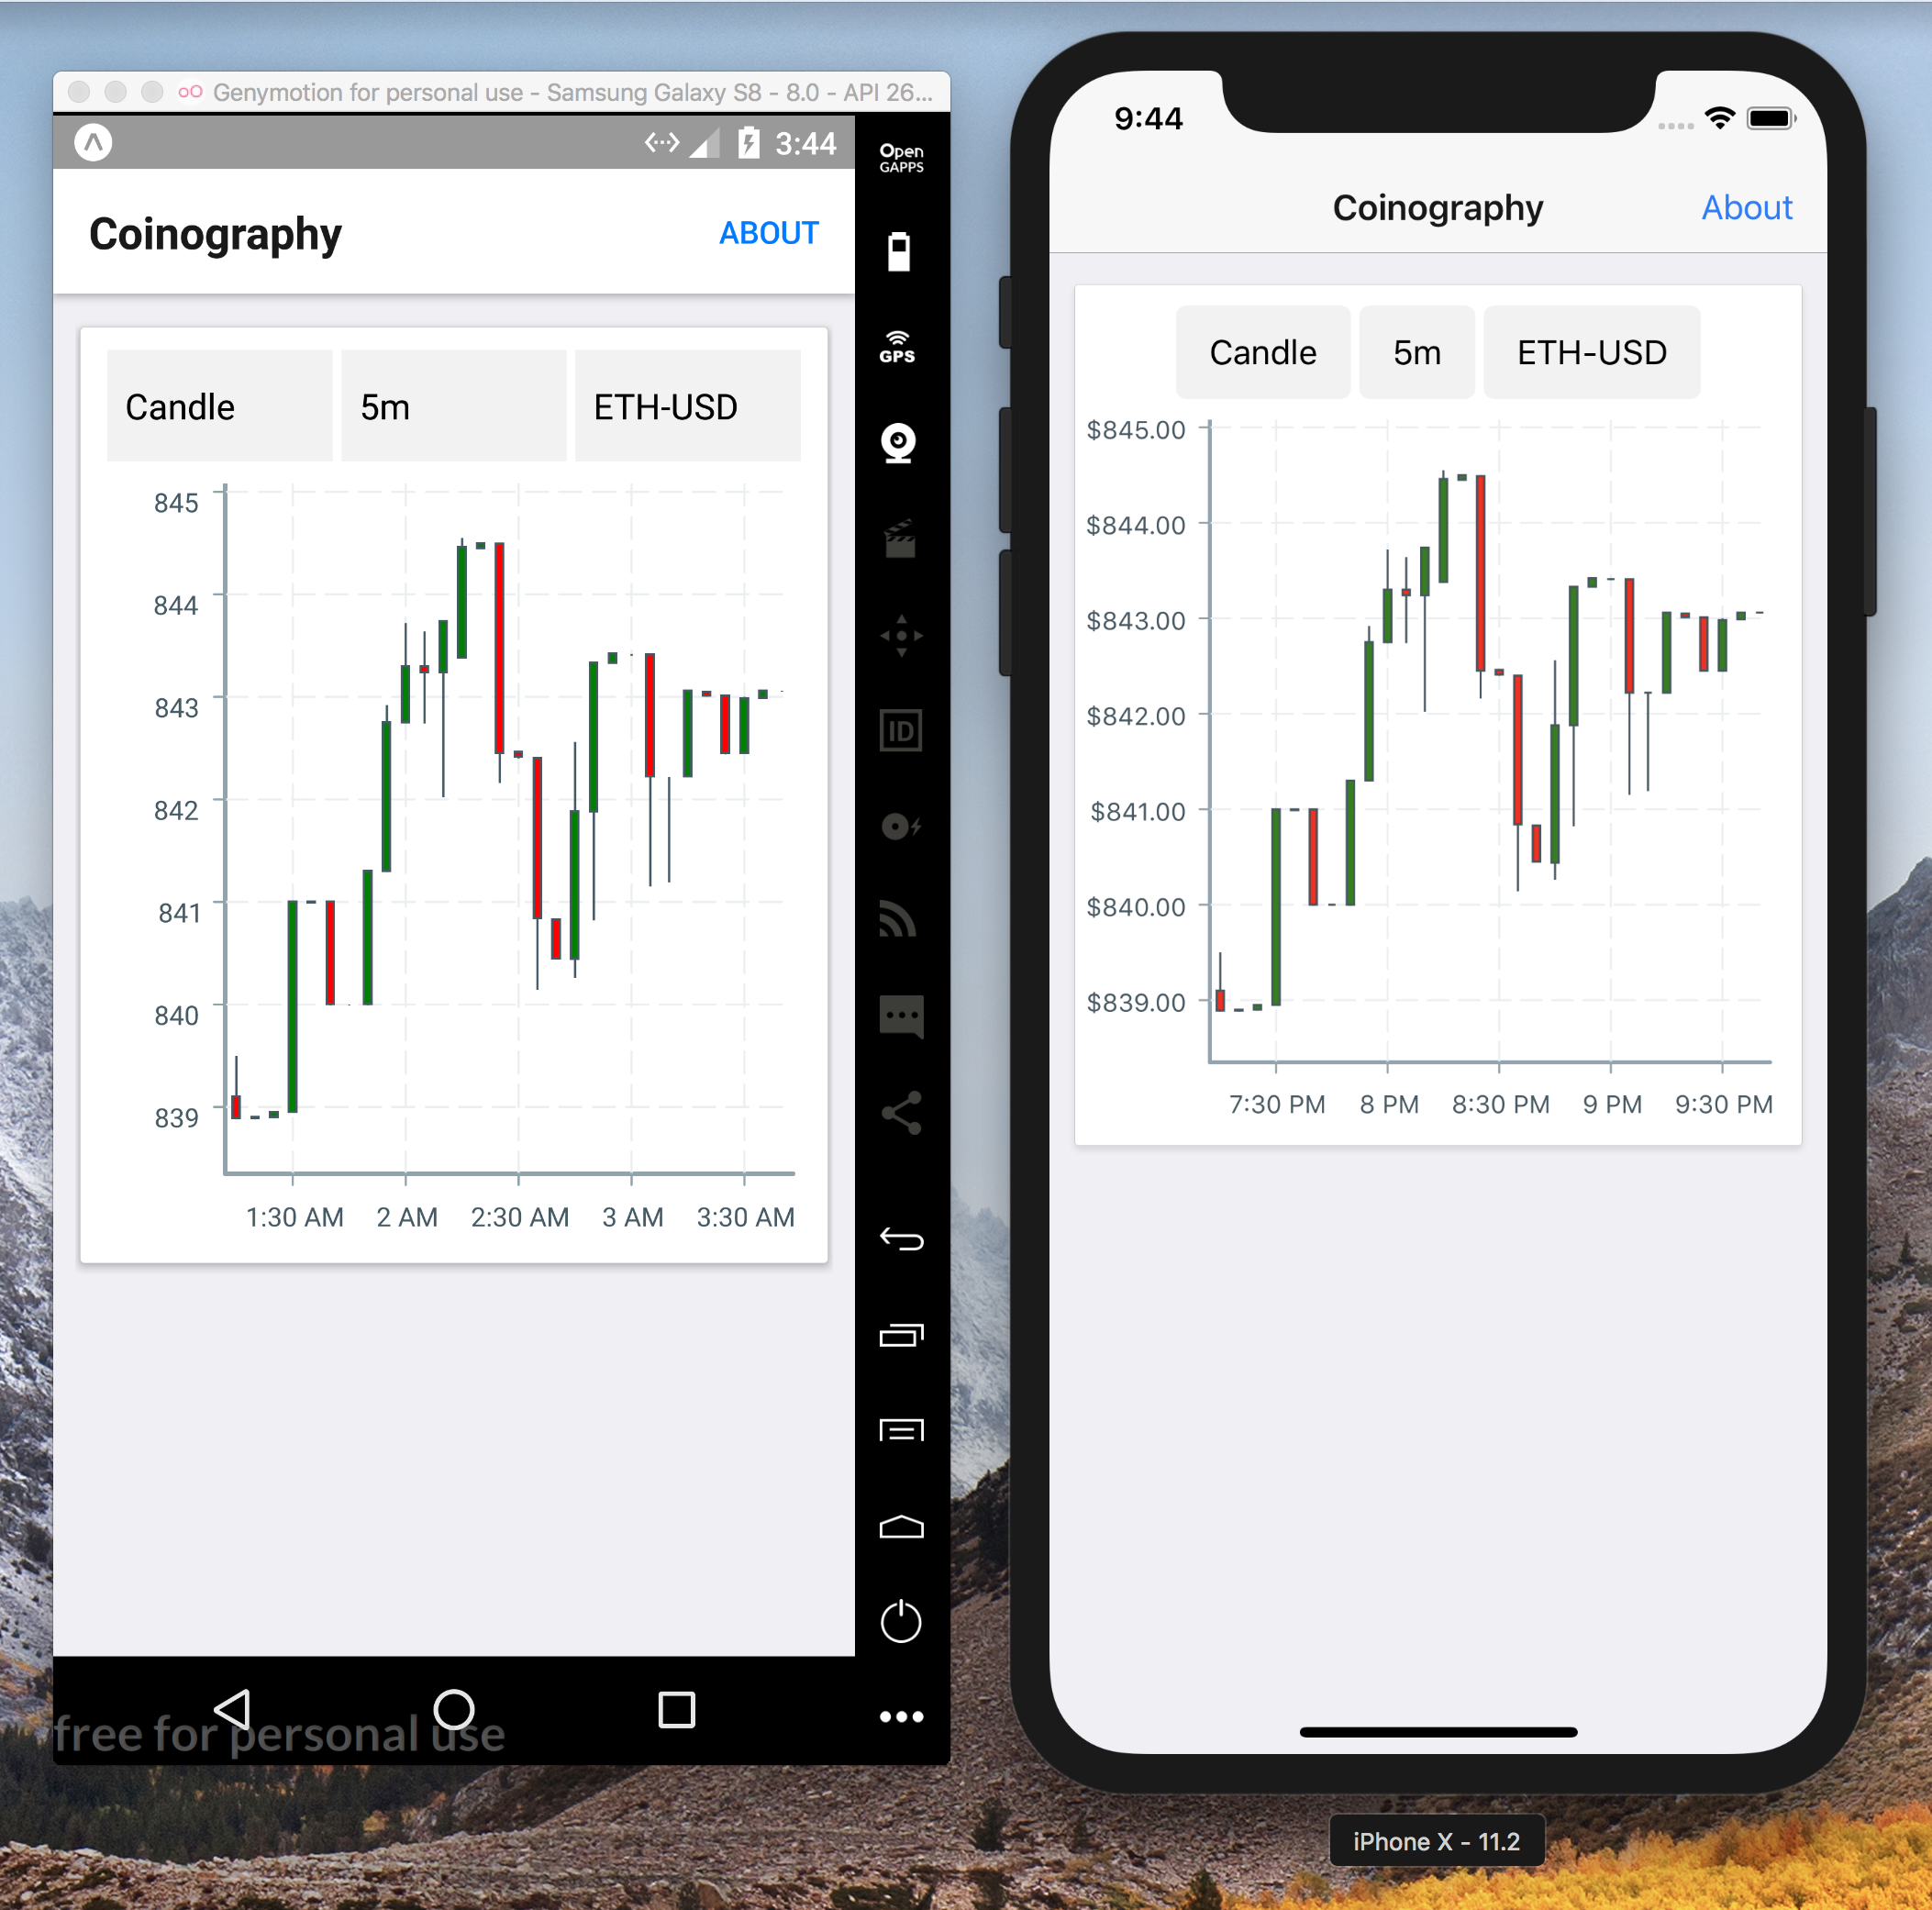 Genymotion for personal use - Samsung Galaxy S8 - 8.0 - API 26...
3:44
Open
GAPPS
Coinography
ABOUT
GPS
Candle
5m
ETH-USD
845
844
843
842
841
840
839
1:30 AM
2 AM
2:30 AM
3 AM
3:30 AM
ID
free for personal use
9:44
Coinography
About
Candle
5m
ETH-USD
$845.00
$844.00
$843.00
$842.00
$841.00
$840.00
$839.00
7:30 PM
8 PM
8:30 PM
9 PM
9:30 PM
iPhone X - 11.2